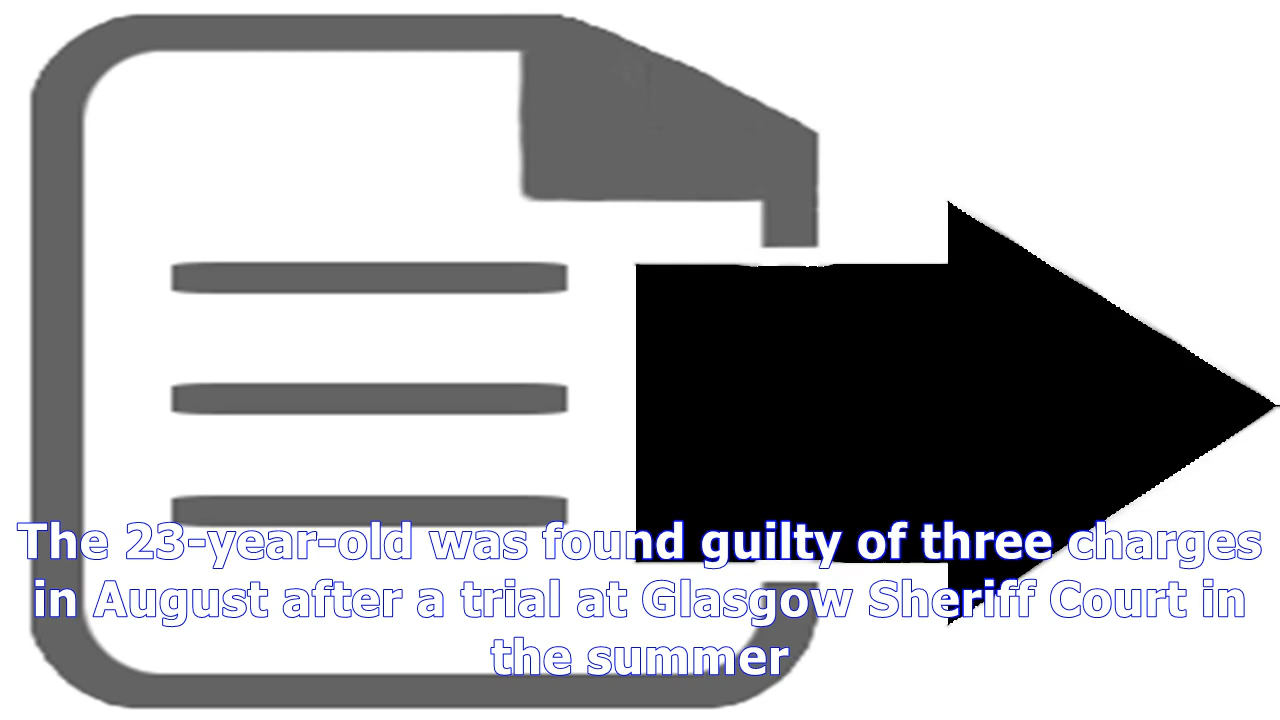 The 23-year-old was found guilty of three charges
in August after a trial at Glasgow Sheriff Court in
the summer